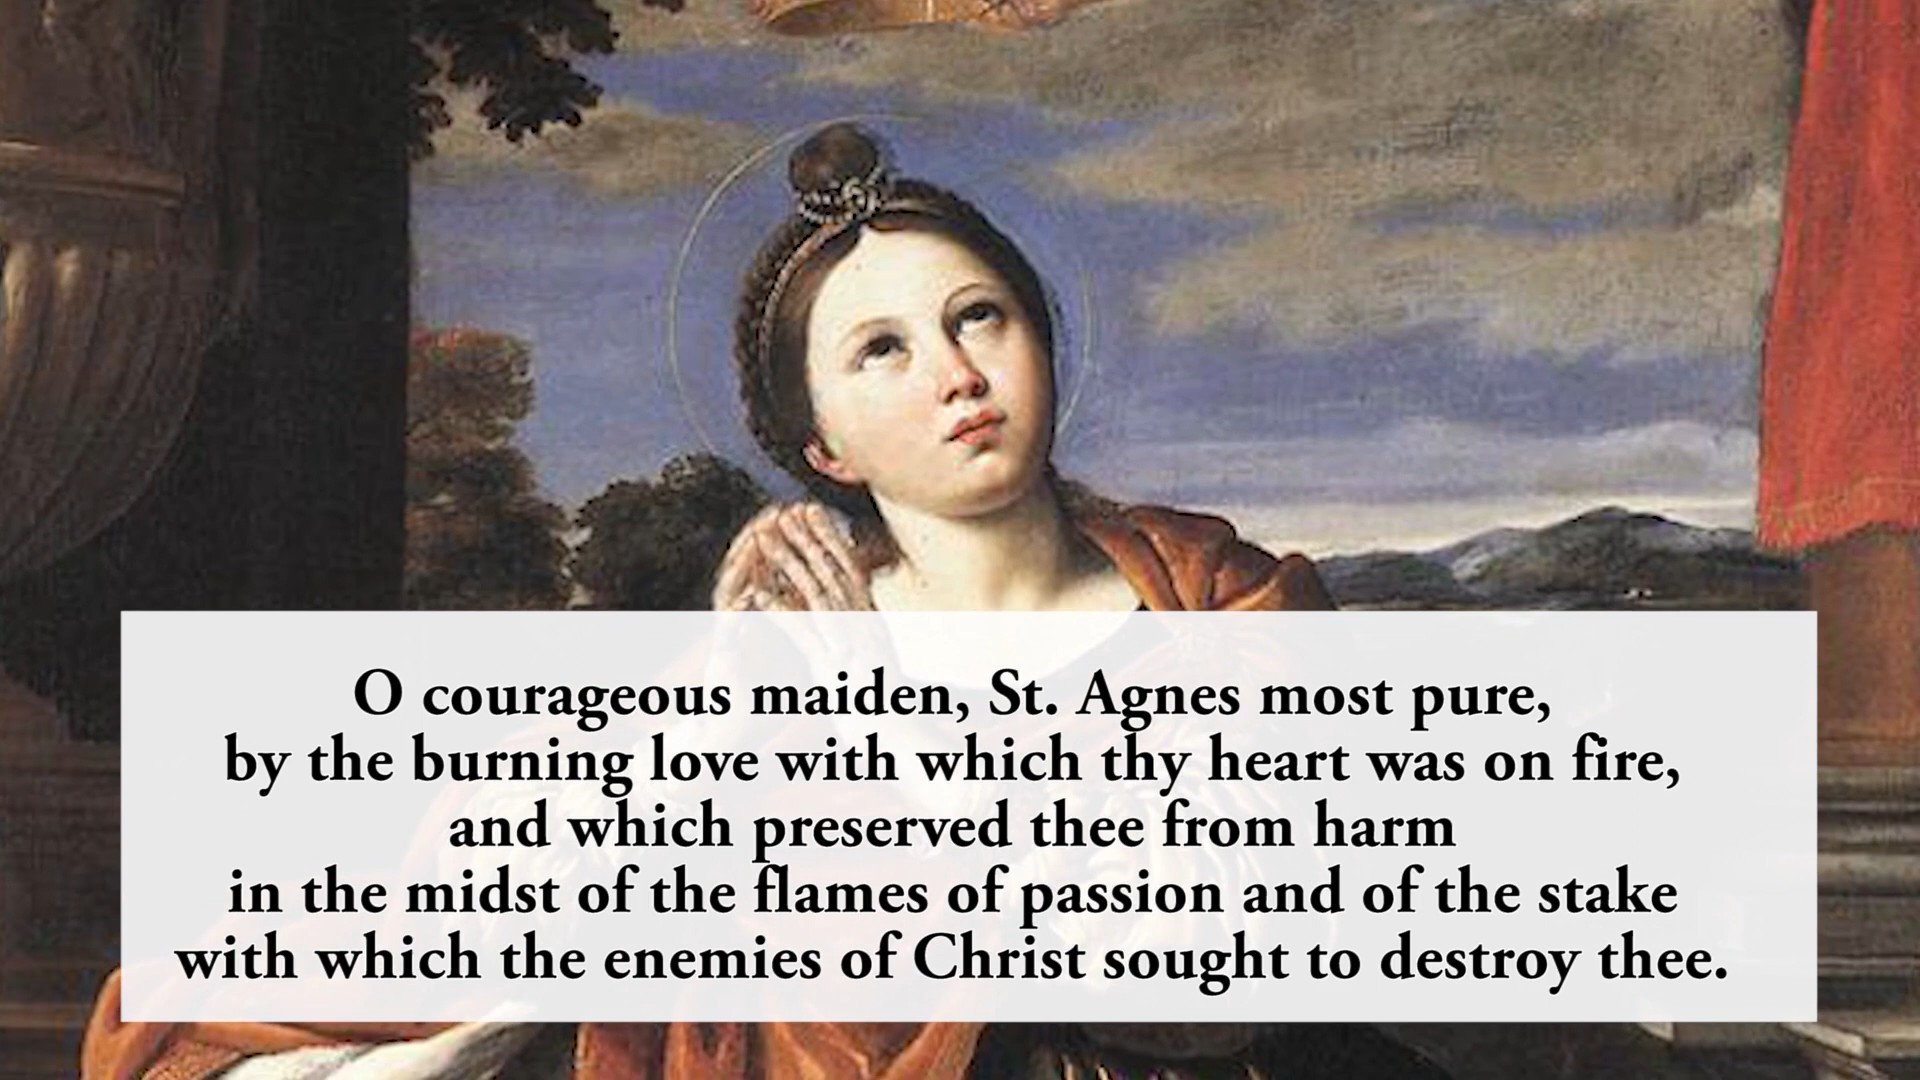 O courageous maiden, St. Agnes most pure,
by the burning love with which thy heart was on fire,
and which preserved thee from harm
in the midst of the flames of passion and of the stake
with which the enemies of Christ sought to destroy thee.